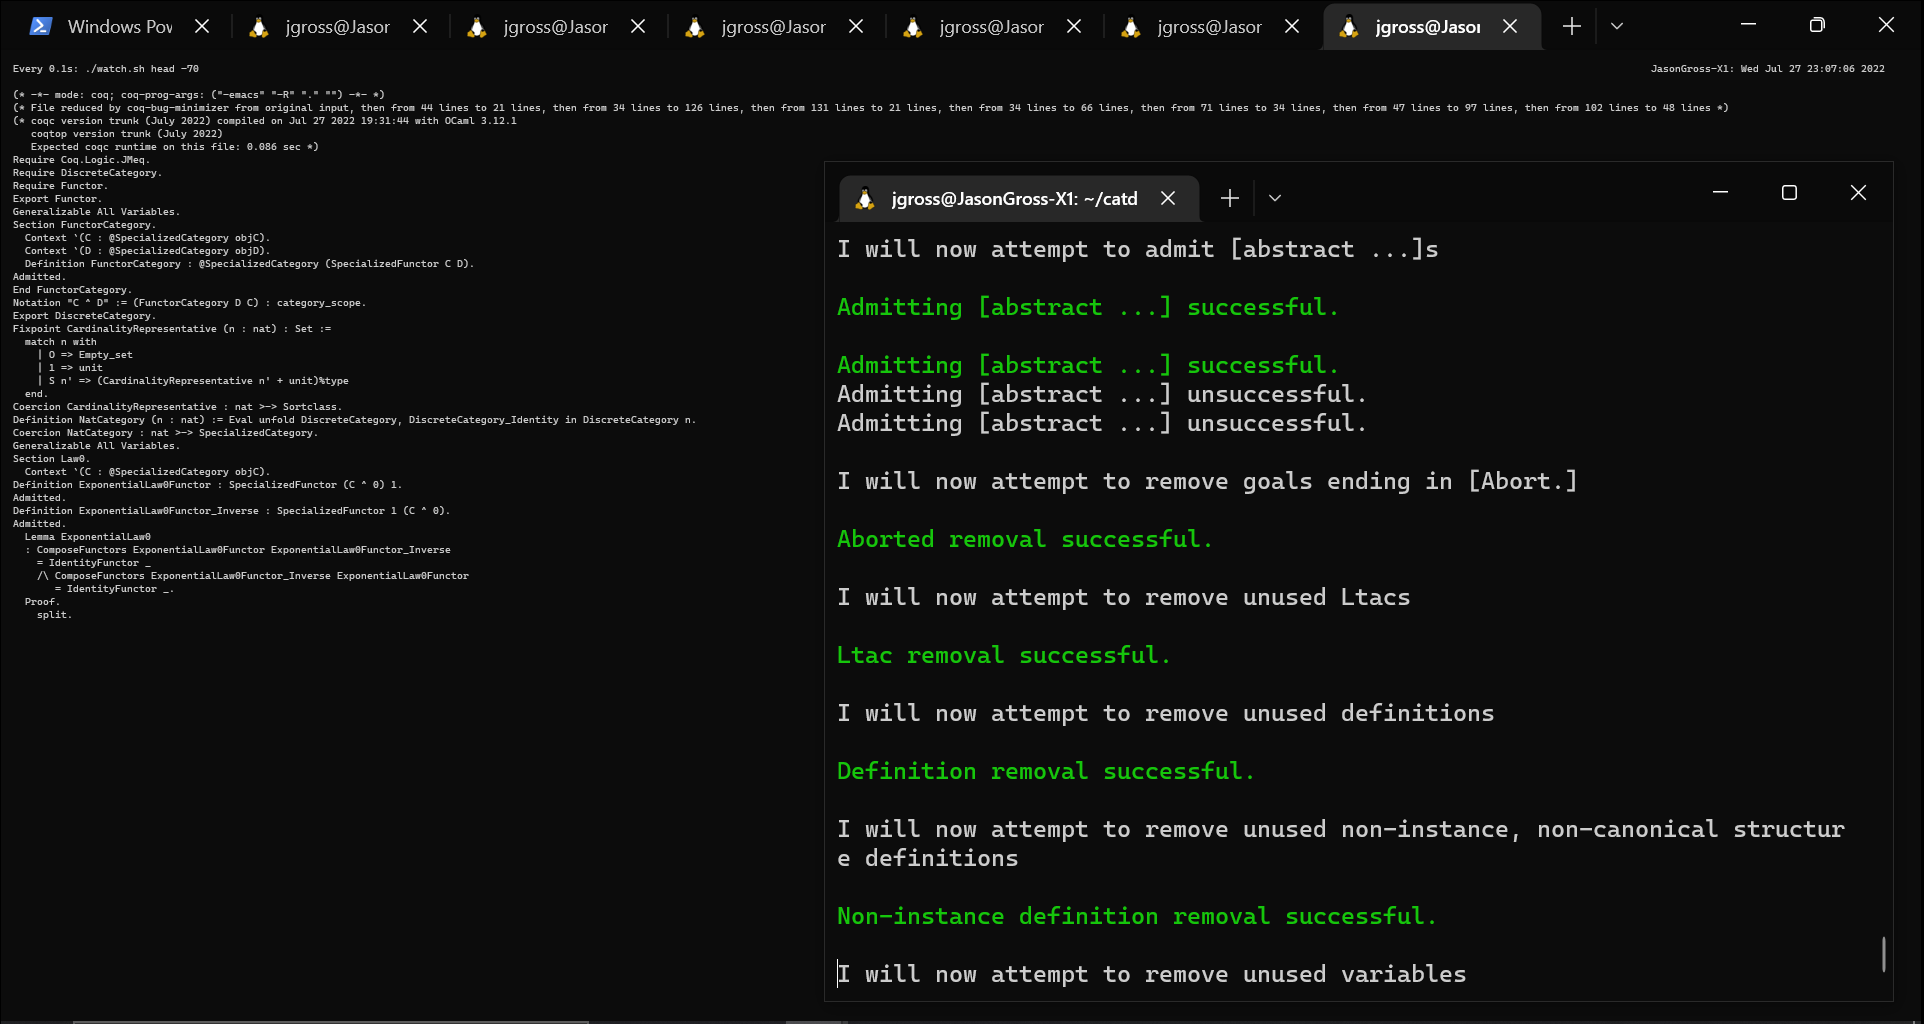 Windows Pov
jgross@Jasor
jgross@Jasor
jgross@Jasor
jgross@Jasor
jgross@Jasor
jgross@Jasor
Every 0.1s: ./watch.sh head -70
JasonGross-X1: Wed Jul 27 23:07:06 2022
(* -*- mode: coq; coq-prog-args: ("-emacs" "-R" "." "") -*- *)
(* File reduced by coq-bug-minimizer from original input, then from 44 lines to 21 lines, then from 34 lines to 126 lines, then from 131 lines to 21 lines, then from 34 lines to 66 lines, then from 71 lines to 34 lines, then from 47 lines to 97 lines, then from 102 lines to 48 lines *)
(* coqc version trunk (July 2022) compiled on Jul 27 2022 19:31:44 with OCaml 3.12.1
coqtop version trunk (July 2022)
Expected coqc runtime on this file: 0.086 sec *)
Require Coq.Logic.JMeq.
Require DiscreteCategory.
Require Functor.
Export Functor.
Generalizable All Variables.
Section FunctorCategory.
Context `(C : @SpecializedCategory objC).
Context `(D : @SpecializedCategory objD).
Definition FunctorCategory : @SpecializedCategory (SpecializedFunctor C D).
Admitted.
End FunctorCategory.
Notation "C ^ D" := (FunctorCategory D C) : category_scope.
Export DiscreteCategory.
Fixpoint CardinalityRepresentative (n : nat) : Set :=
match n with
| O => Empty_set
| 1 => unit
| S n' => (CardinalityRepresentative n' + unit)%type
end.
Coercion CardinalityRepresentative : nat >-> Sortclass.
Definition NatCategory (n : nat) := Eval unfold DiscreteCategory, DiscreteCategory_Identity in DiscreteCategory n.
Coercion NatCategory : nat >-> SpecializedCategory.
Generalizable All Variables.
Section Law0.
Context `(C : @SpecializedCategory objC).
Definition ExponentialLaw0Functor : SpecializedFunctor (C ^ 0) 1.
Admitted.
Definition ExponentialLaw0Functor_Inverse : SpecializedFunctor 1 (C ^ 0).
Admitted.
Lemma ExponentialLaw0
: ComposeFunctors ExponentialLaw0Functor ExponentialLaw0Functor_Inverse
= IdentityFunctor _
/\ ComposeFunctors ExponentialLaw0Functor_Inverse ExponentialLaw0Functor
= IdentityFunctor _.
Proof.
split.
jgross@JasonGross-X1: ~/catd
I will now attempt to admit [abstract ...]s
Admitting [abstract ...] successful.
Admitting [abstract ...] successful.
Admitting [abstract ...] unsuccessful.
Admitting [abstract ...] unsuccessful.
I will now attempt to remove goals ending in [Abort.]
Aborted removal successful.
I will now attempt to remove unused Ltacs
Ltac removal successful.
I will now attempt to remove unused definitions
Definition removal successful.
I will now attempt to remove unused non-instance, non-canonical structur
e definitions
Non-instance definition removal successful.
I will now attempt to remove unused variables